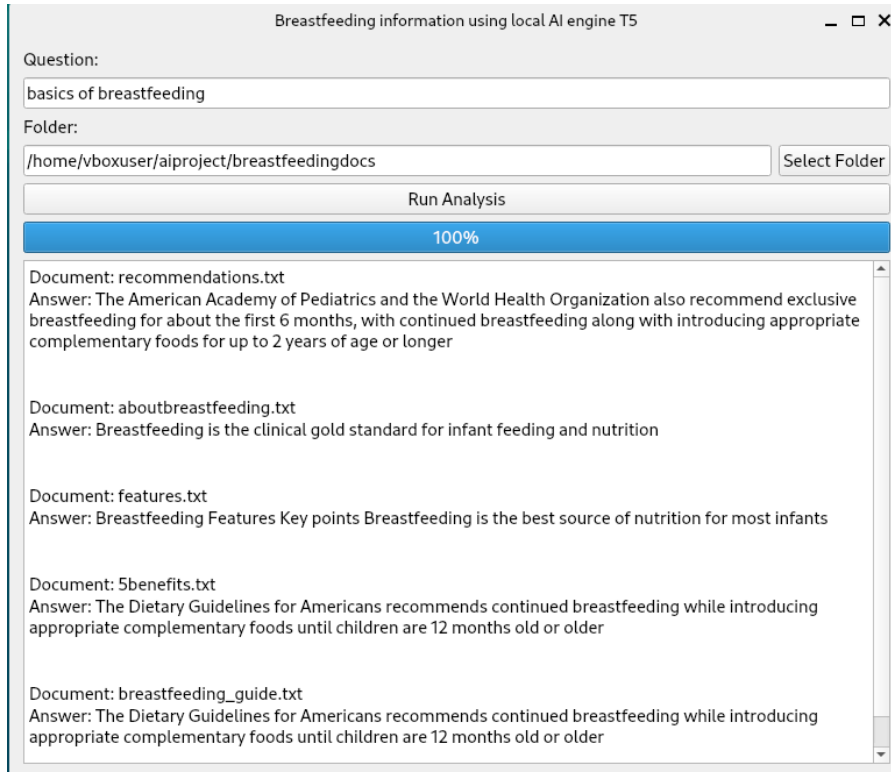 Breastfeeding information using local AI engine T5
Question:
basics of breastfeeding
Folder:
/home/vboxuser/aiproject/breastfeedingdocs
Select Folder
Run Analysis
100%
Document: recommendations.txt
Answer: The American Academy of Pediatrics and the World Health Organization also recommend exclusive
breastfeeding for about the first 6 months, with continued breastfeeding along with introducing appropriate
complementary foods for up to 2 years of age or longer
Document: aboutbreastfeeding.txt
Answer: Breastfeeding is the clinical gold standard for infant feeding and nutrition
Document: features.txt
Answer: Breastfeeding Features Key points Breastfeeding is the best source of nutrition for most infants
Document: 5benefits.txt
Answer: The Dietary Guidelines for Americans recommends continued breastfeeding while introducing
appropriate complementary foods until children are 12 months old or older
Document: breastfeeding_guide.txt
Answer: The Dietary Guidelines for Americans recommends continued breastfeeding while introducing
appropriate complementary foods until children are 12 months old or older